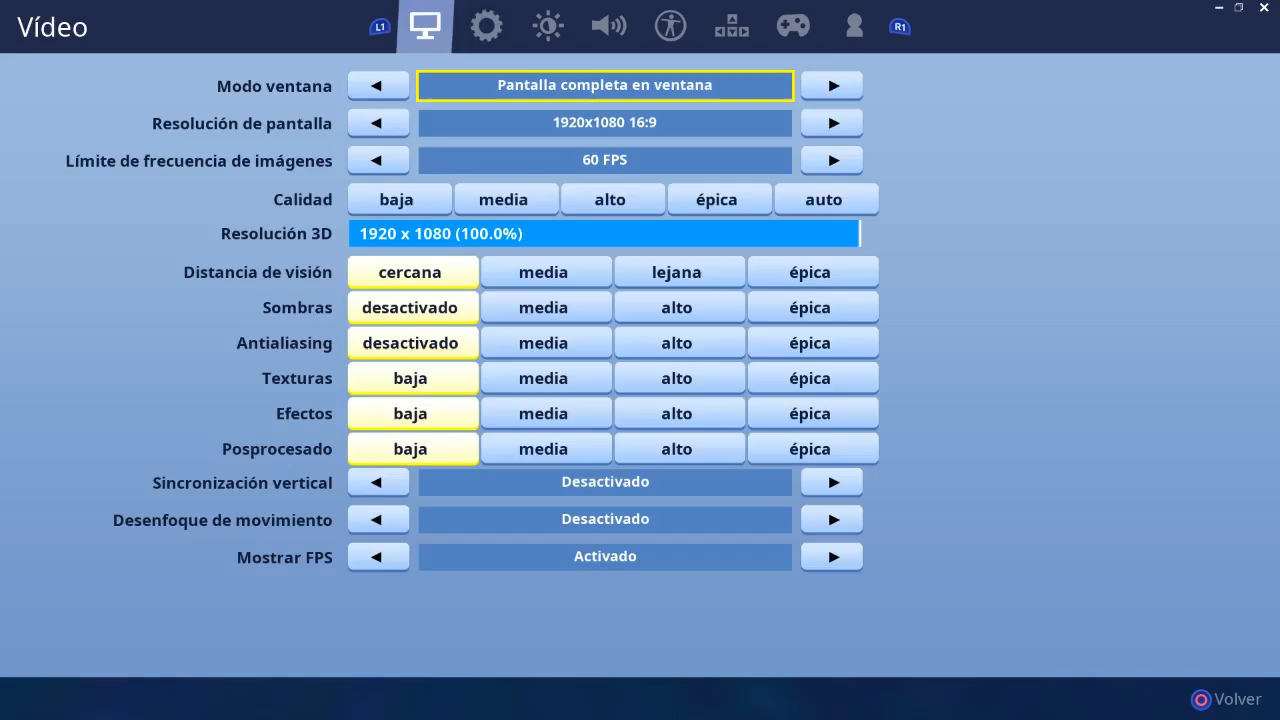 Vídeo
L1
R1
Modo ventana
Pantalla completa en ventana
Resolución de pantalla
1920x1080 16:9
Límite de frecuencia de imágenes
60 FPS
Calidad baja media alto épica auto
Resolución 3D 1920 x 1080 (100.0%)
Distancia de visión cercana media lejana épica
Sombras desactivado media alto épica
Antialiasing desactivado media alto épica
Texturas baja media alto épica
Efectos baja media alto épica
Posprocesado baja media alto épica
Sincronización vertical Desactivado
Desenfoque de movimiento Desactivado
Mostrar FPS Activado
Volver